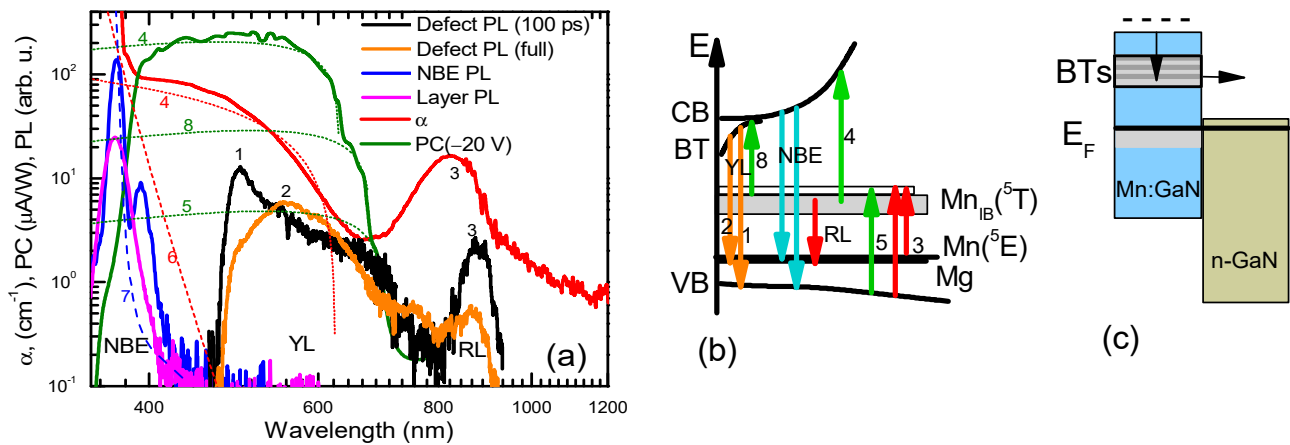 α, (cm⁻¹), PC (μA/W), PL (arb. u.)
10²
10¹
10⁰
10⁻¹
Defect PL (100 ps)
Defect PL (full)
NBE PL
Layer PL
α
PC(−20 V)
4
4
8
5
6
7
1
2
3
3
NBE
YL
RL
(a)
400
600
800
1000
1200
Wavelength (nm)
E
CB
BT
YL
8
NBE
4
Mn_IB(⁵T)
2
1
RL
5
3
Mn(⁵E)
Mg
VB
(b)
BTs
E_F
Mn:GaN
n-GaN
(c)